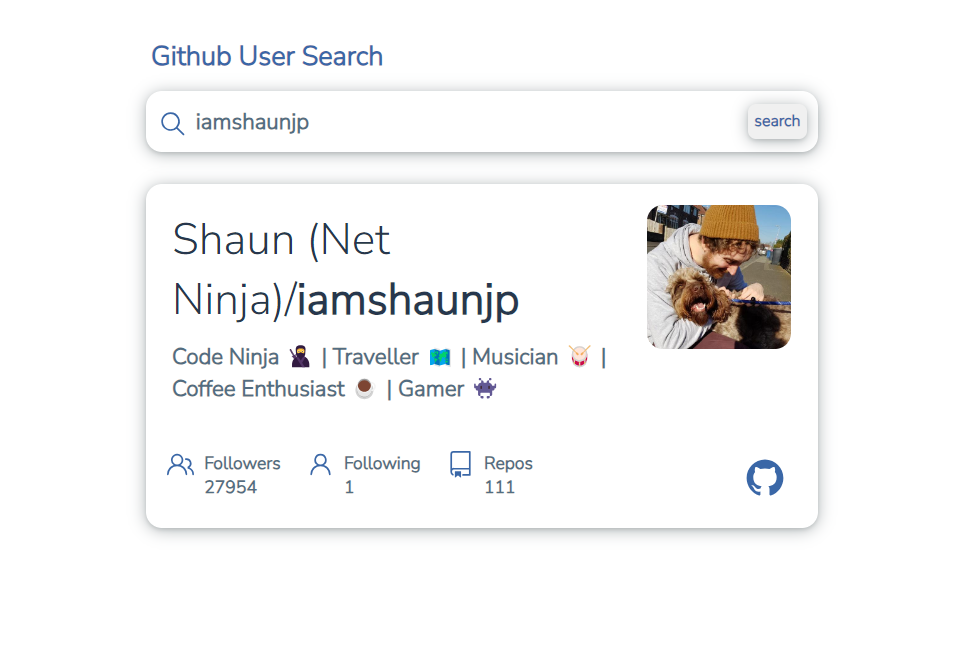 Github User Search
iamshaunjp
search
Shaun (Net
Ninja)/iamshaunjp
Code Ninja 🥷 | Traveller 🗺️ | Musician 🥁 |
Coffee Enthusiast ☕ | Gamer 👾
Followers
27954
Following
1
Repos
111